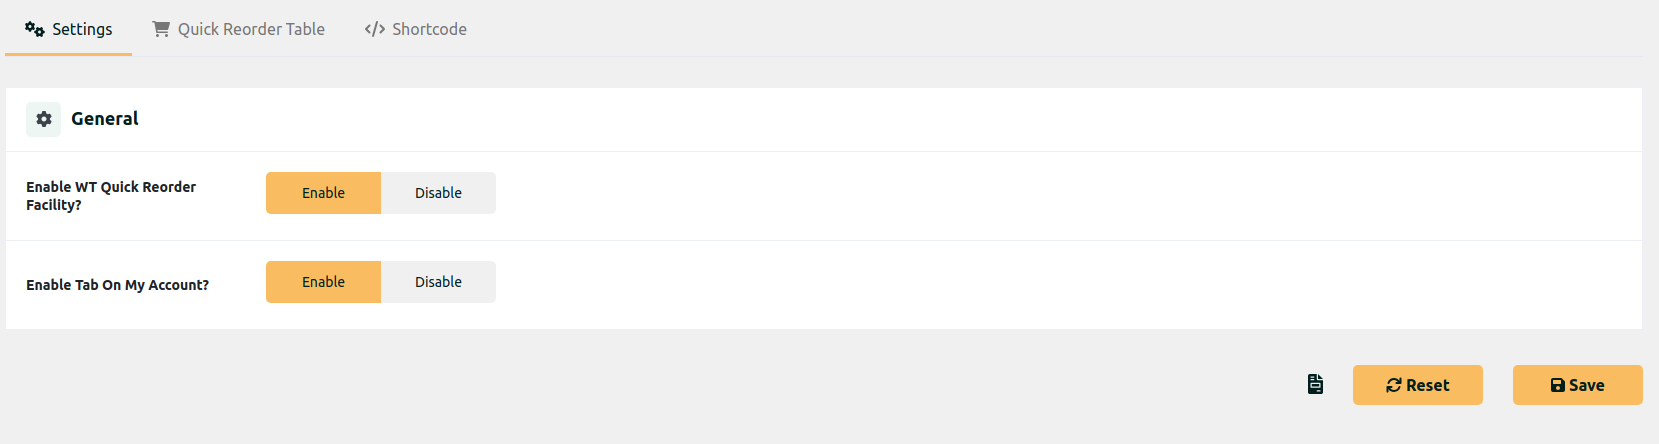 Settings
Quick Reorder Table
Shortcode
General
Enable WT Quick Reorder
Facility?
Enable
Disable
Enable Tab On My Account?
Enable
Disable
Reset
Save